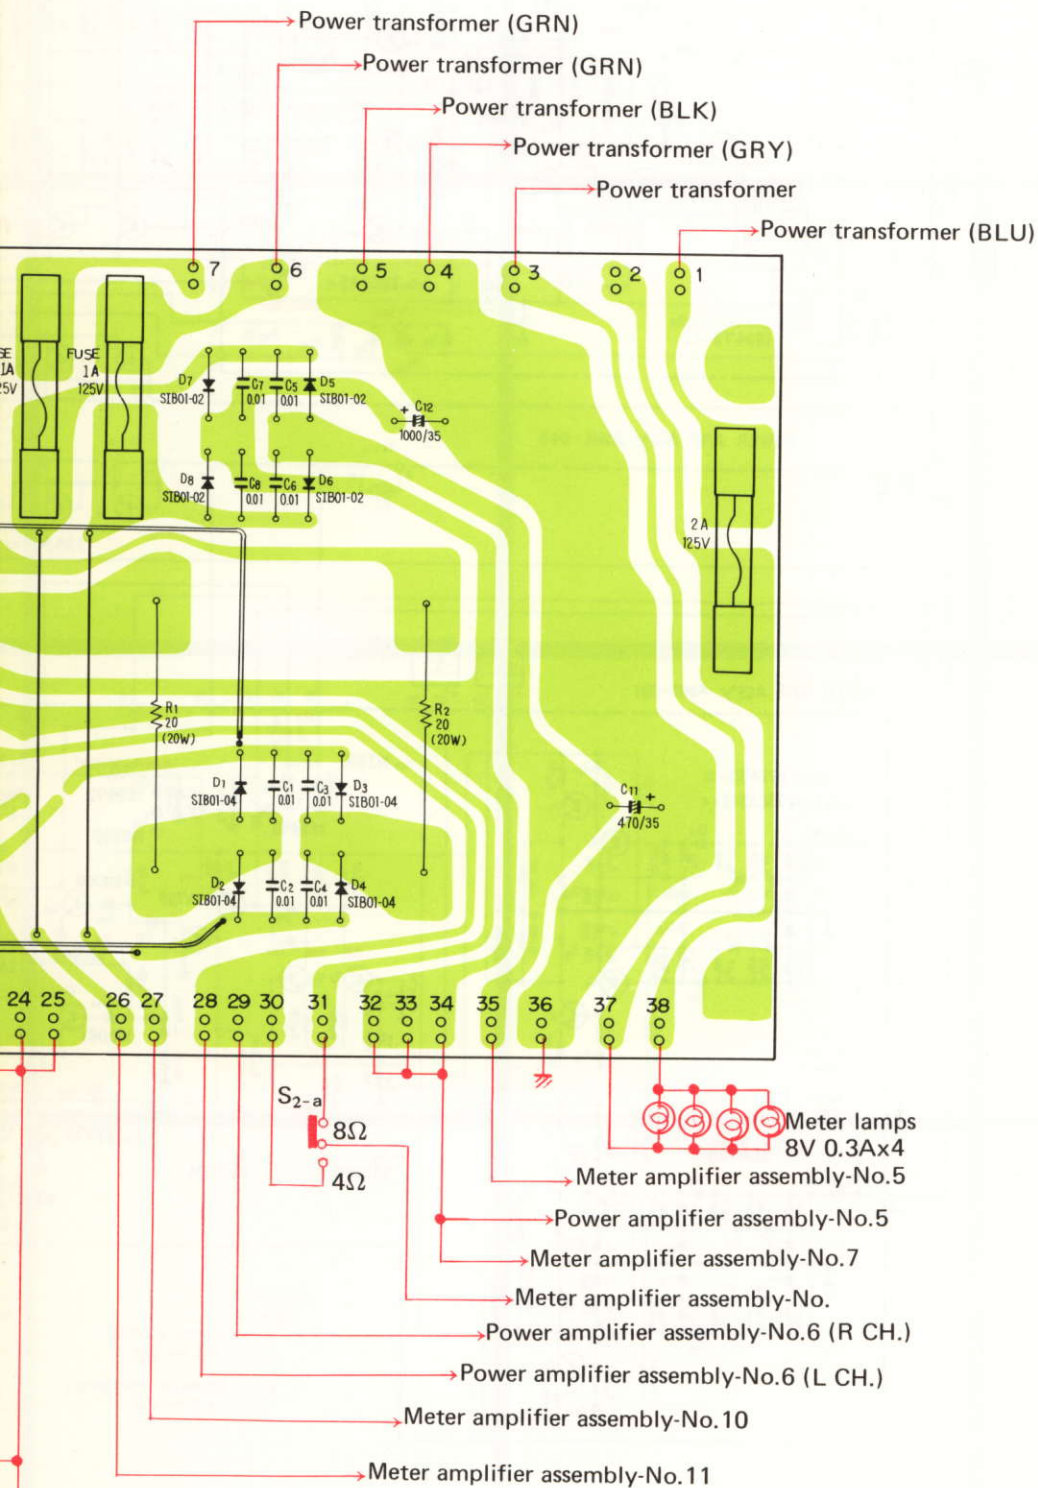 Power transformer (GRN)
Power transformer (GRN)
Power transformer (BLK)
Power transformer (GRY)
Power transformer
Power transformer (BLU)
7 6 5 4 3 2 1
SE
1A
25V
FUSE
1A
125V
D7
SIB01-02
C7
0.01
C5
0.01
D5
SIB01-02
+ C12
1000/35
D8
SIB01-02
C8
0.01
C6
0.01
D6
SIB01-02
2A
125V
R1
20
(20W)
R2
20
(20W)
D1
SIB01-04
C1
0.01
C3
0.01
D3
SIB01-04
C11 +
470/35
D2
SIB01-04
C2
0.01
C4
0.01
D4
SIB01-04
24 25 26 27 28 29 30 31 32 33 34 35 36 37 38
S2-a
8Ω
4Ω
Meter lamps
8V 0.3Ax4
Meter amplifier assembly-No.5
Power amplifier assembly-No.5
Meter amplifier assembly-No.7
Meter amplifier assembly-No.
Power amplifier assembly-No.6 (R CH.)
Power amplifier assembly-No.6 (L CH.)
Meter amplifier assembly-No.10
Meter amplifier assembly-No.11